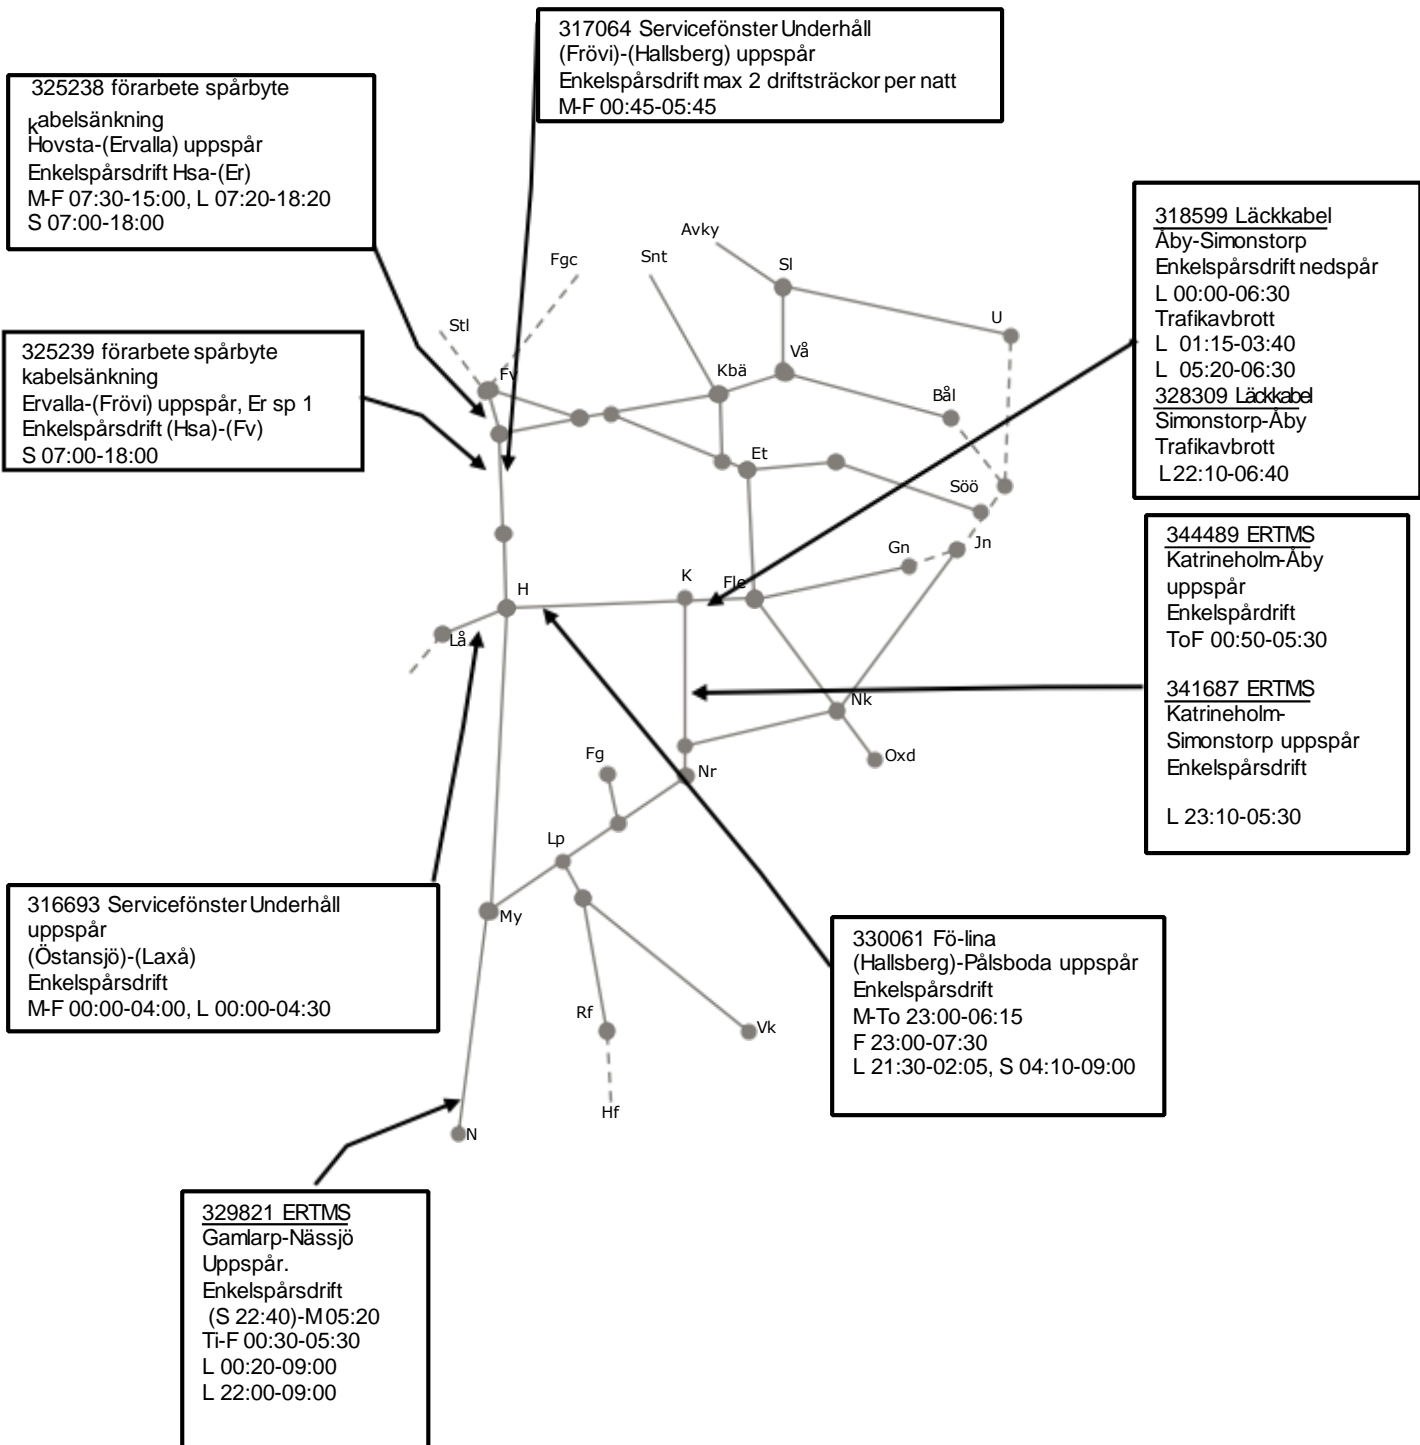 317064 Servicefönster Underhåll
(Frövi)-(Hallsberg) uppspår
Enkelspårsdrift max 2 driftsträckor per natt
M-F 00:45-05:45
325238 förarbete spårbyte
kabelsänkning
Hovsta-(Ervalla) uppspår
Enkelspårsdrift Hsa-(Er)
M-F 07:30-15:00, L 07:20-18:20
S 07:00-18:00
325239 förarbete spårbyte
kabelsänkning
Ervalla-(Frövi) uppspår, Er sp 1
Enkelspårsdrift (Hsa)-(Fv)
S 07:00-18:00
318599 Läckkabel
Åby-Simonstorp
Enkelspårsdrift nedspår
L 00:00-06:30
Trafikavbrott
L 01:15-03:40
L 05:20-06:30
328309 Läckkabel
Simonstorp-Åby
Trafikavbrott
L 22:10-06:40
344489 ERTMS
Katrineholm-Åby
uppspår
Enkelspårdrift
ToF 00:50-05:30
341687 ERTMS
Katrineholm-
Simonstorp uppspår
Enkelspårsdrift
L 23:10-05:30
Avky
Snt
Fgc
Sl
Stl
U
Vå
Fv
Kbä
Bål
Et
Söö
Jn
Gn
K
Fle
H
Lå
Nk
Oxd
Fg
Nr
Lp
My
Rf
Vk
Hf
N
316693 Servicefönster Underhåll
uppspår
(Östansjö)-(Laxå)
Enkelspårsdrift
M-F 00:00-04:00, L 00:00-04:30
330061 Fö-lina
(Hallsberg)-Pålsboda uppspår
Enkelspårsdrift
M-To 23:00-06:15
F 23:00-07:30
L 21:30-02:05, S 04:10-09:00
329821 ERTMS
Gamlarp-Nässjö
Uppspår.
Enkelspårsdrift
(S 22:40)-M 05:20
Ti-F 00:30-05:30
L 00:20-09:00
L 22:00-09:00